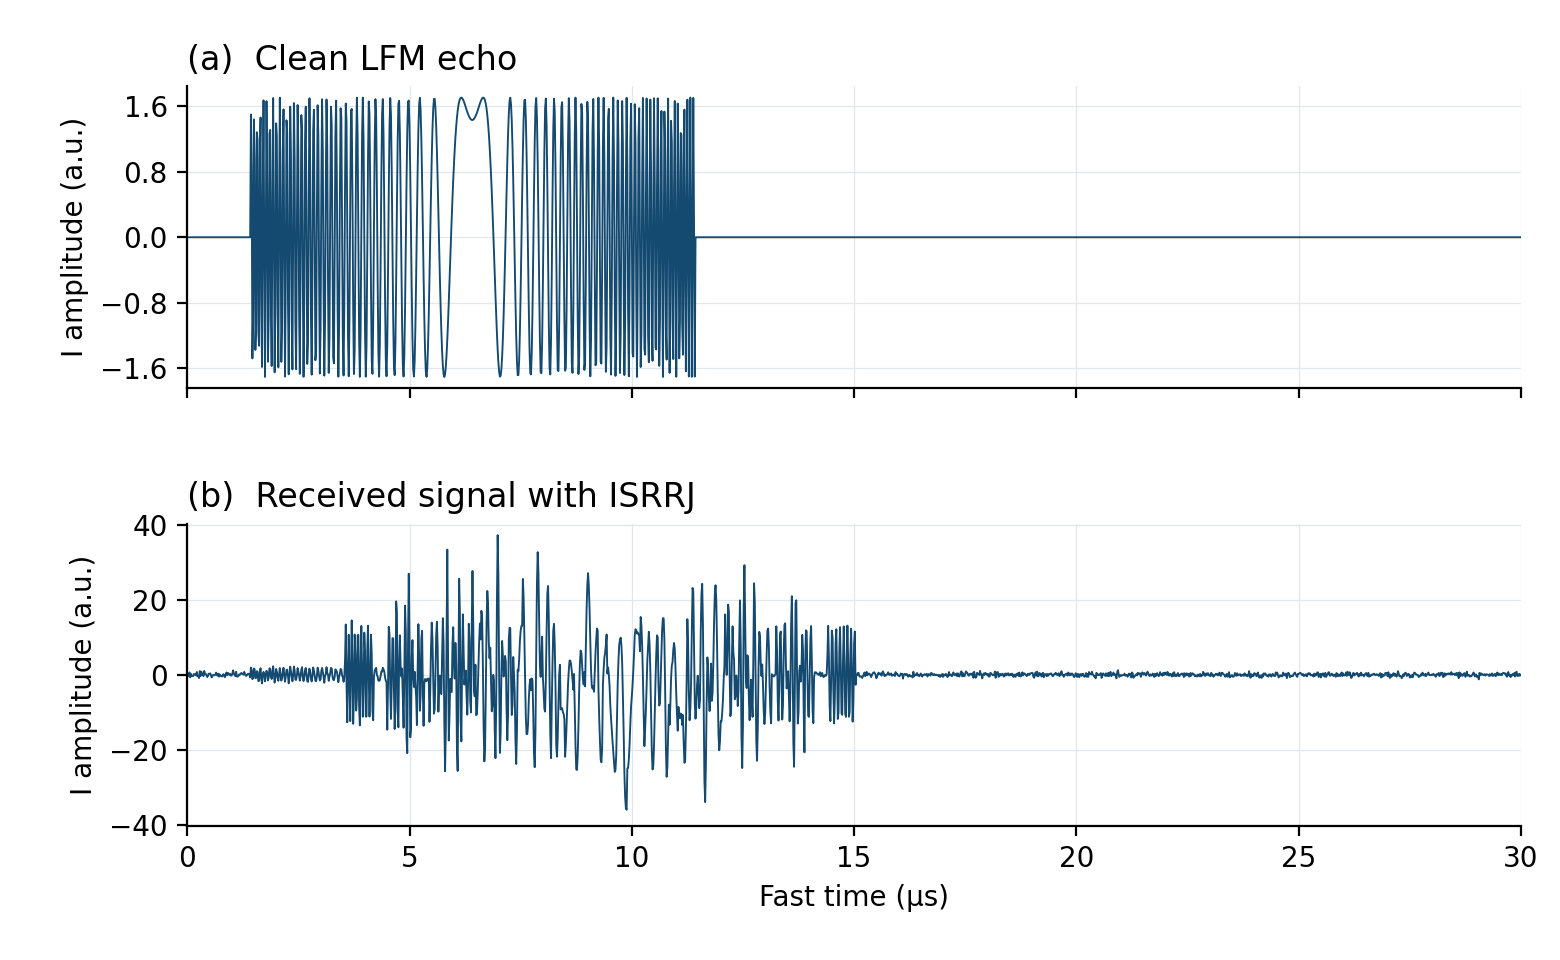 (a)  Clean LFM echo
I amplitude (a.u.)
1.6
0.8
0.0
−0.8
−1.6
(b)  Received signal with ISRRJ
I amplitude (a.u.)
40
20
0
−20
−40
0 5 10 15 20 25 30
Fast time (µs)